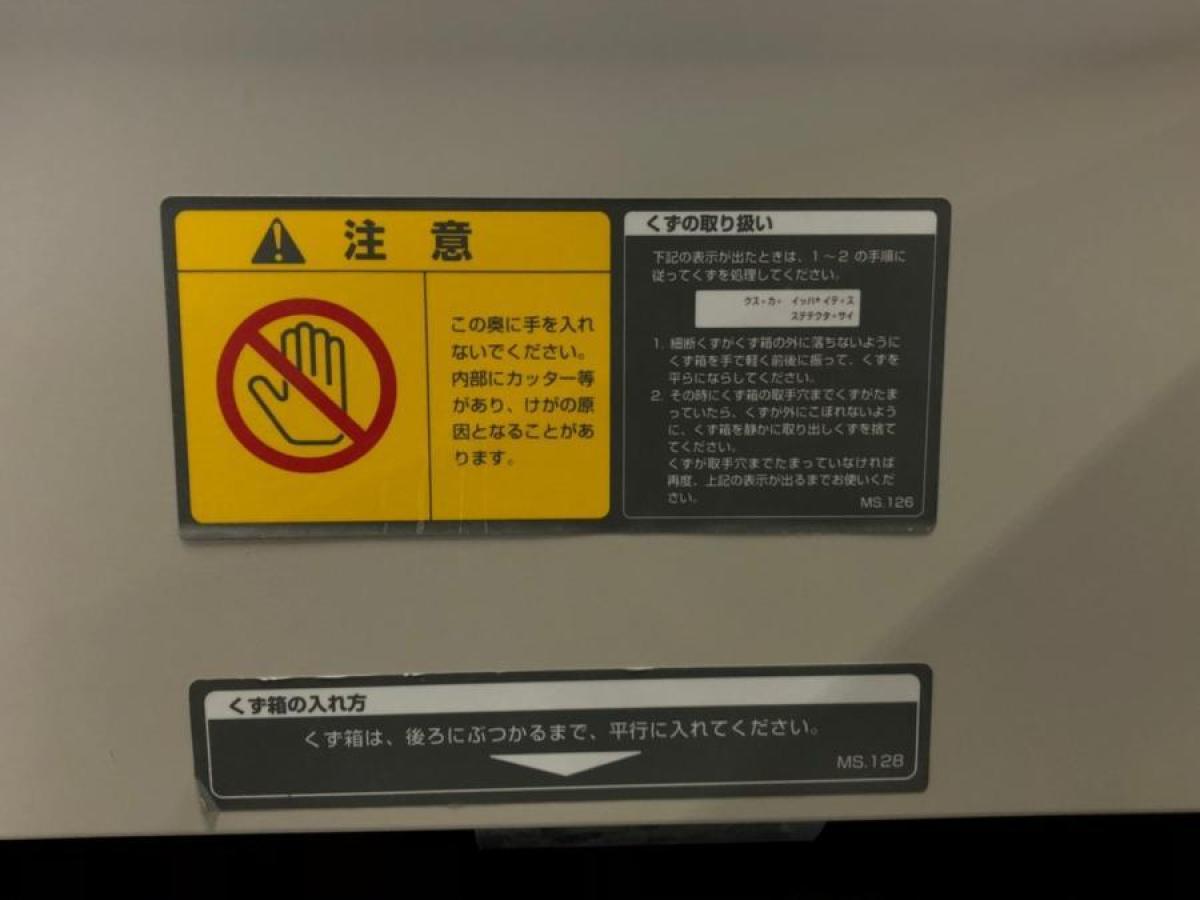 注意
この奥に手を入れ
ないでください。
内部にカッター等
があり、けがの原
因となることがあ
ります。
くずの取り扱い
下記の表示が出たときは、1～2 の手順に
従ってくずを処理してください。
クス゛カ゛ イッハ゜イテ゛ス
ステテクタ゛サイ
1. 細断くずがくず箱の外に落ちないように
くず箱を手で軽く前後に振って、くずを
平らにならしてください。
2. その時にくず箱の取手穴までくずがたま
っていたら、くずが外にこぼれないよう
に、くず箱を静かに取り出しくずを捨て
てください。
くずが取手穴までたまっていなければ
再度、上記の表示が出るまでお使いくだ
さい。
MS.126
くず箱の入れ方
くず箱は、後ろにぶつかるまで、平行に入れてください。
MS.128